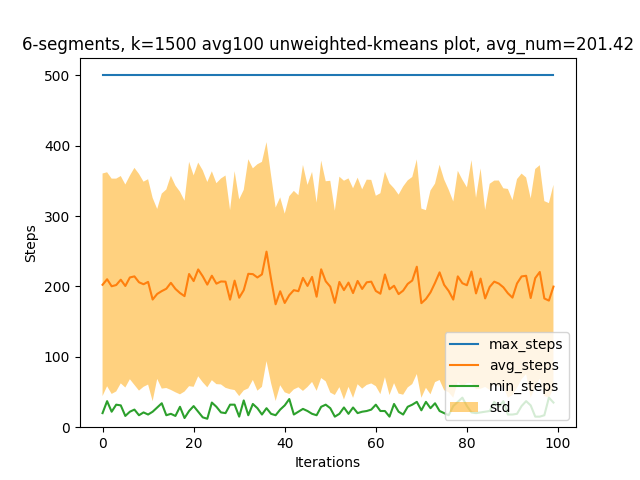 6-segments, k=1500 avg100 unweighted-kmeans plot, avg_num=201.42
500
400
300
200
100
0
Steps
max_steps
avg_steps
min_steps
std
0 20 40 60 80 100
Iterations